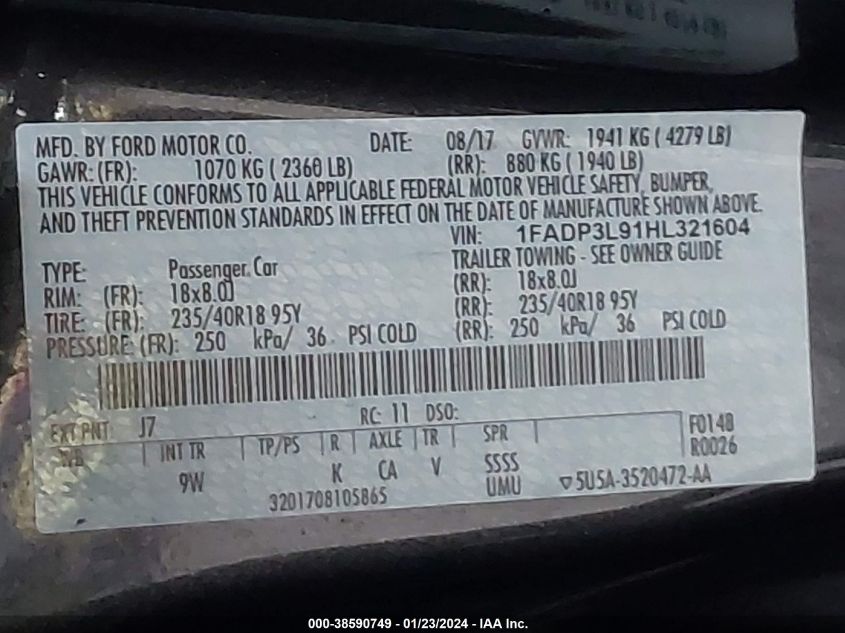 MFD. BY FORD MOTOR CO. DATE: 08/17 GVWR: 1941 KG ( 4279 LB)
GAWR: (FR): 1070 KG ( 2360 LB) (RR): 880 KG ( 1940 LB)
THIS VEHICLE CONFORMS TO ALL APPLICABLE FEDERAL MOTOR VEHICLE SAFETY, BUMPER,
AND THEFT PREVENTION STANDARDS IN EFFECT ON THE DATE OF MANUFACTURE SHOWN ABOVE.
VIN: 1FADP3L91HL321604
TYPE: Passenger Car TRAILER TOWING - SEE OWNER GUIDE
RIM: (FR): 18x8.0J (RR): 18x8.0J
TIRE: (FR): 235/40R18 95Y (RR): 235/40R18 95Y
PRESSURE: (FR): 250 kPa/ 36 PSI COLD (RR): 250 kPa/ 36 PSI COLD
EXT PNT: J7 RC: 11 DSO:
WB INT TR TP/PS R AXLE TR SPR F0148
R0026
9W K CA V SSSS
3201708105865 UMU ▽5U5A-3520472-AA
000-38590749 - 01/23/2024 - IAA Inc.